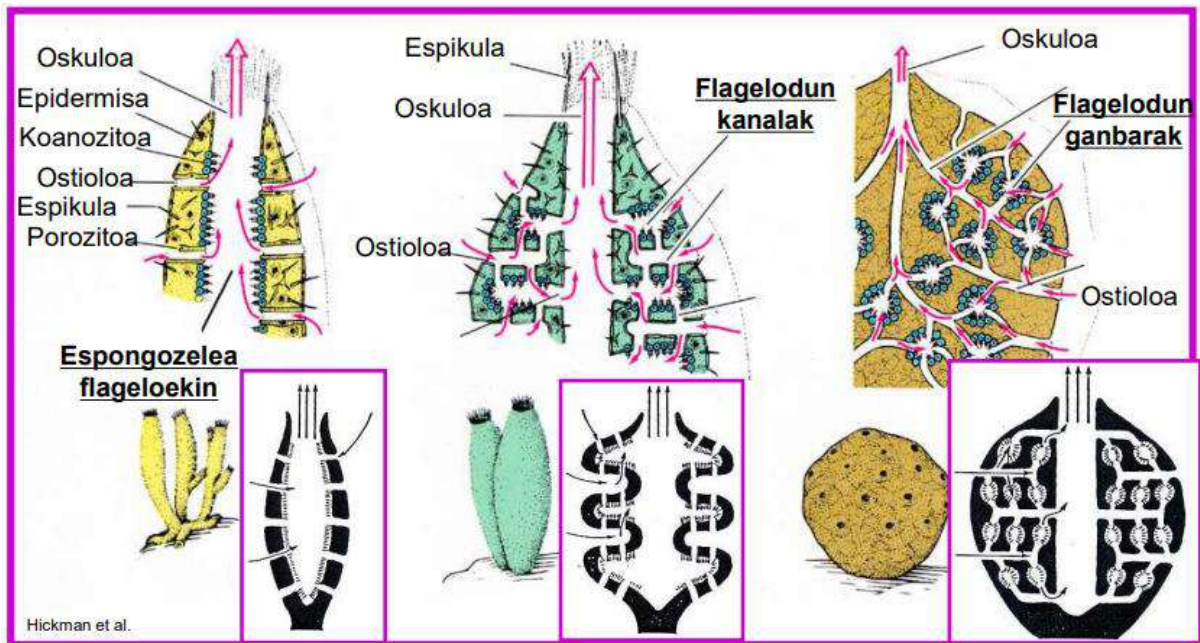 Oskuloa
Epidermisa
Koanozitoa
Ostioloa
Espikula
Porozitoa
Espongozelea
flageloekin
Espikula
Oskuloa
Flagelodun
kanalak
Ostioloa
Oskuloa
Flagelodun
ganbarak
Ostioloa
Hickman et al.